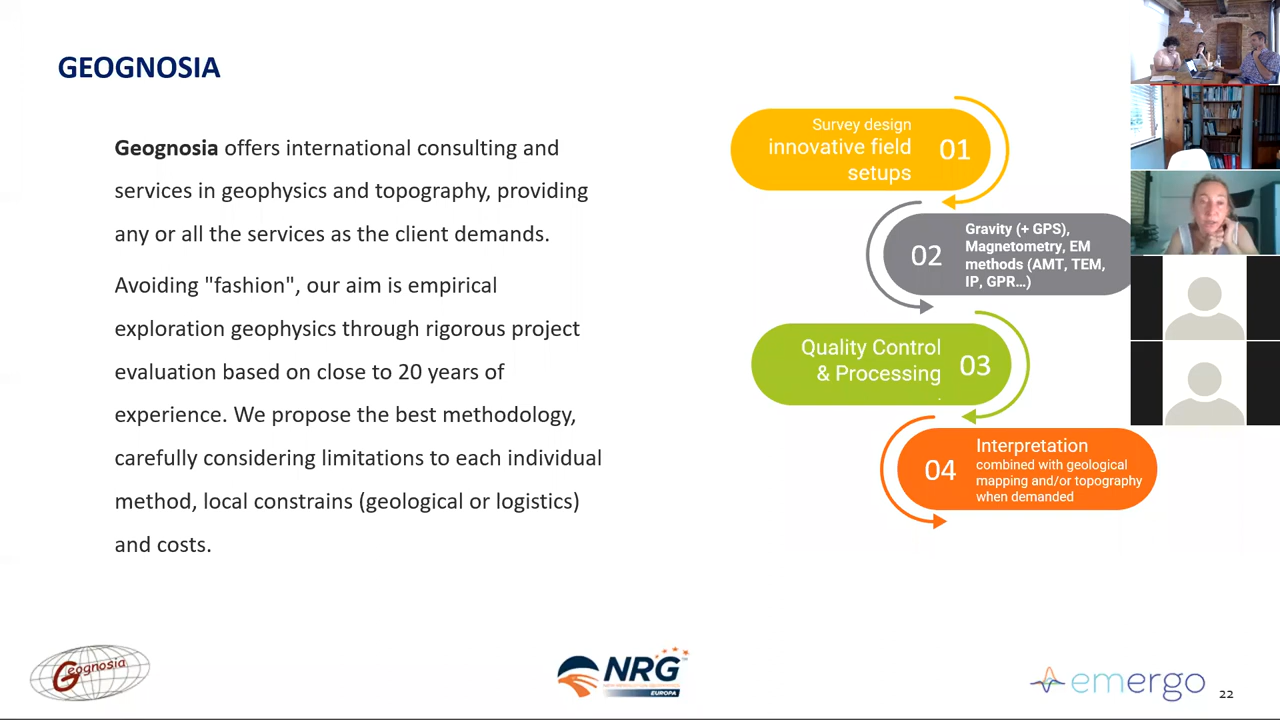 GEOGNOSIA
Geognosia offers international consulting and
services in geophysics and topography, providing
any or all the services as the client demands.
Avoiding "fashion", our aim is empirical
exploration geophysics through rigorous project
evaluation based on close to 20 years of
experience. We propose the best methodology,
carefully considering limitations to each individual
method, local constrains (geological or logistics)
and costs.
Survey design
innovative field
setups
01
02
Gravity (+ GPS),
Magnetometry, EM
methods (AMT, TEM,
IP, GPR...)
Quality Control
& Processing
.
03
04
Interpretation
combined with geological
mapping and/or topography
when demanded
Geognosia
NRG
EUROPA
emergo
22